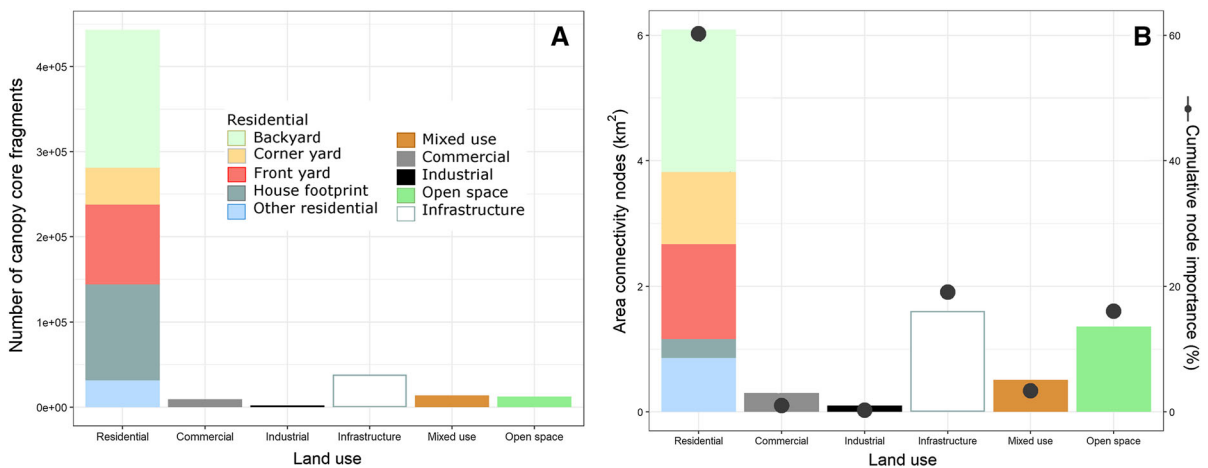 A
Number of canopy core fragments
4e+05
3e+05
2e+05
1e+05
0e+00
Residential
Backyard
Corner yard
Front yard
House footprint
Other residential
Mixed use
Commercial
Industrial
Open space
Infrastructure
Residential Commercial Industrial Infrastructure Mixed use Open space
Land use
B
Area connectivity nodes (km²)
6
4
2
0
60
40
20
0
Cumulative node importance (%)
Residential Commercial Industrial Infrastructure Mixed use Open space
Land use